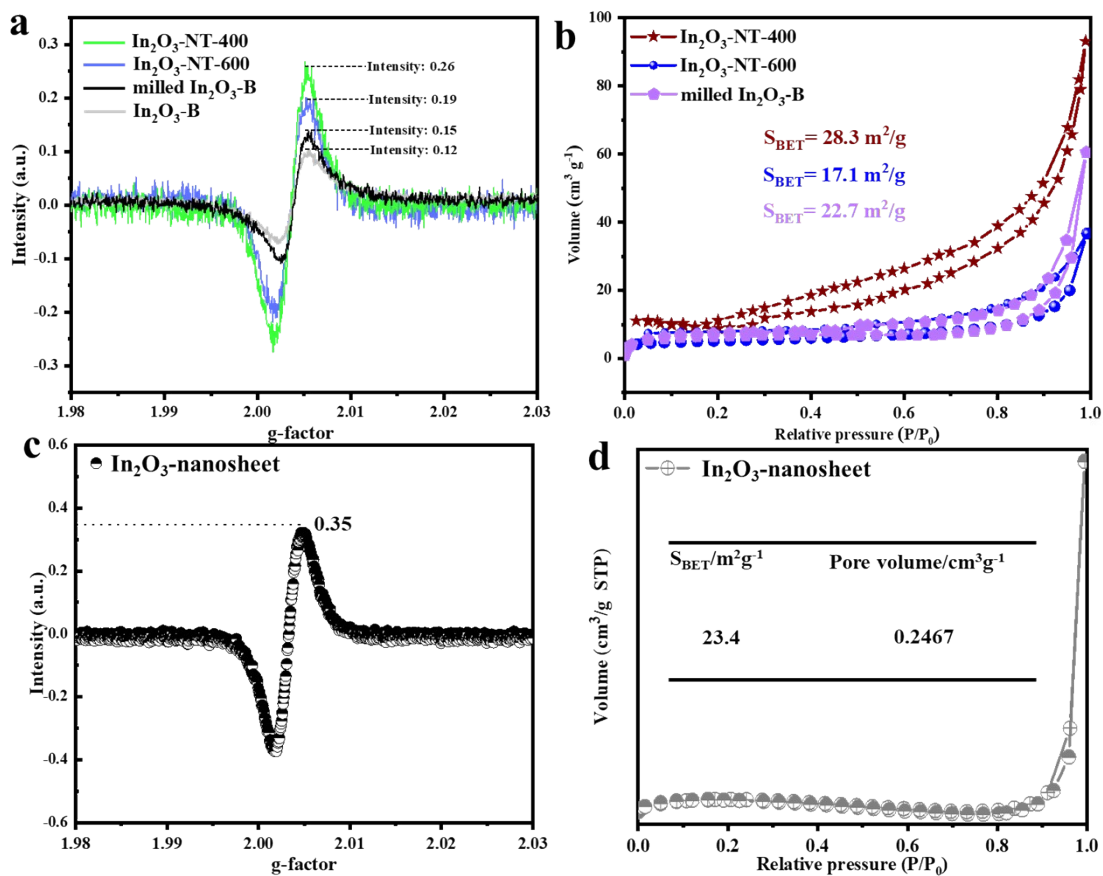 a
In₂O₃-NT-400
In₂O₃-NT-600
milled In₂O₃-B
In₂O₃-B
Intensity: 0.26
Intensity: 0.19
Intensity: 0.15
Intensity: 0.12
0.3
0.2
0.1
0.0
-0.1
-0.2
-0.3
Intensity (a.u.)
1.98 1.99 2.00 2.01 2.02 2.03
g-factor
b
In₂O₃-NT-400
In₂O₃-NT-600
milled In₂O₃-B
S_BET= 28.3 m²/g
S_BET= 17.1 m²/g
S_BET= 22.7 m²/g
100
80
60
40
20
0
Volume (cm³ g⁻¹)
0.0 0.2 0.4 0.6 0.8 1.0
Relative pressure (P/P₀)
c
In₂O₃-nanosheet
0.35
0.6
0.4
0.2
0.0
-0.2
-0.4
-0.6
Intensity (a.u.)
1.98 1.99 2.00 2.01 2.02 2.03
g-factor
d
In₂O₃-nanosheet
S_BET/m²g⁻¹ Pore volume/cm³g⁻¹
23.4 0.2467
Volume (cm³/g STP)
0.0 0.2 0.4 0.6 0.8 1.0
Relative pressure (P/P₀)